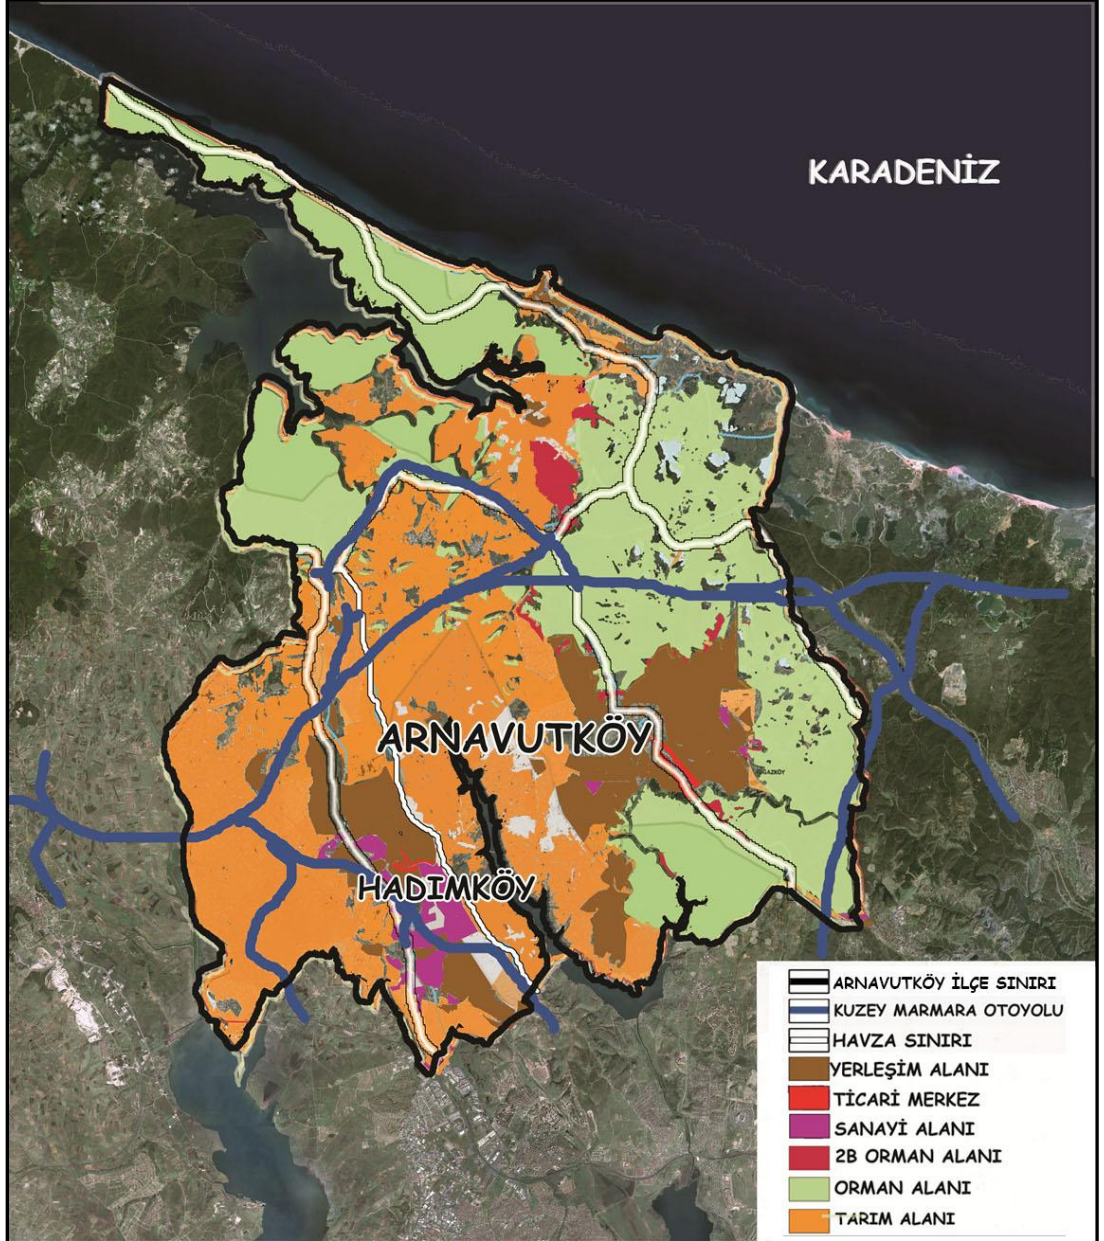 KARADENİZ
ARNAVUTKÖY
HADIMKÖY
ARNAVUTKÖY İLÇE SINIRI
KUZEY MARMARA OTOYOLU
HAVZA SINIRI
YERLEŞİM ALANI
TİCARİ MERKEZ
SANAYİ ALANI
2B ORMAN ALANI
ORMAN ALANI
TARIM ALANI